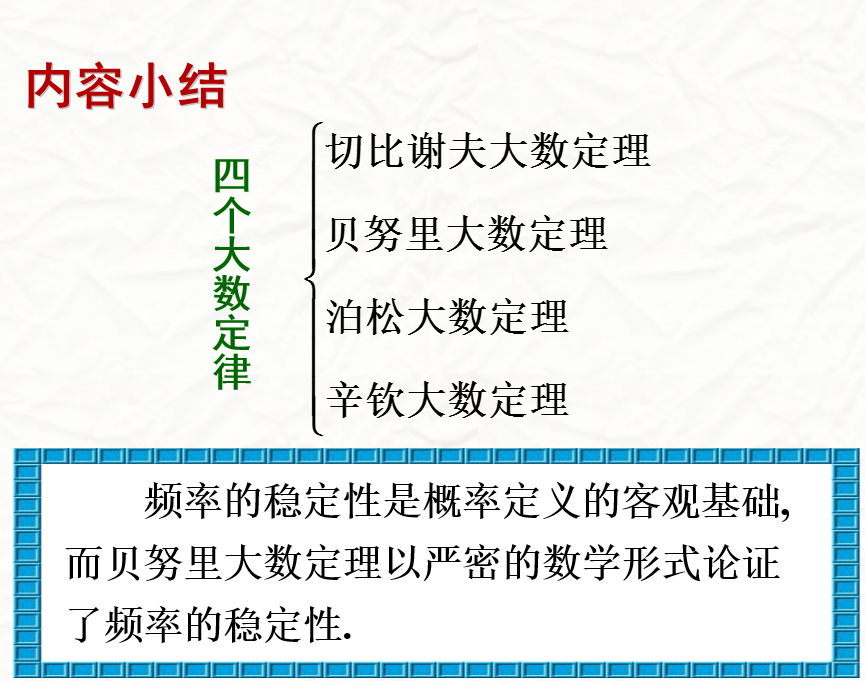 内容小结
四个大数定律
切比谢夫大数定理
贝努里大数定理
泊松大数定理
辛钦大数定理
频率的稳定性是概率定义的客观基础,
而贝努里大数定理以严密的数学形式论证
了频率的稳定性.